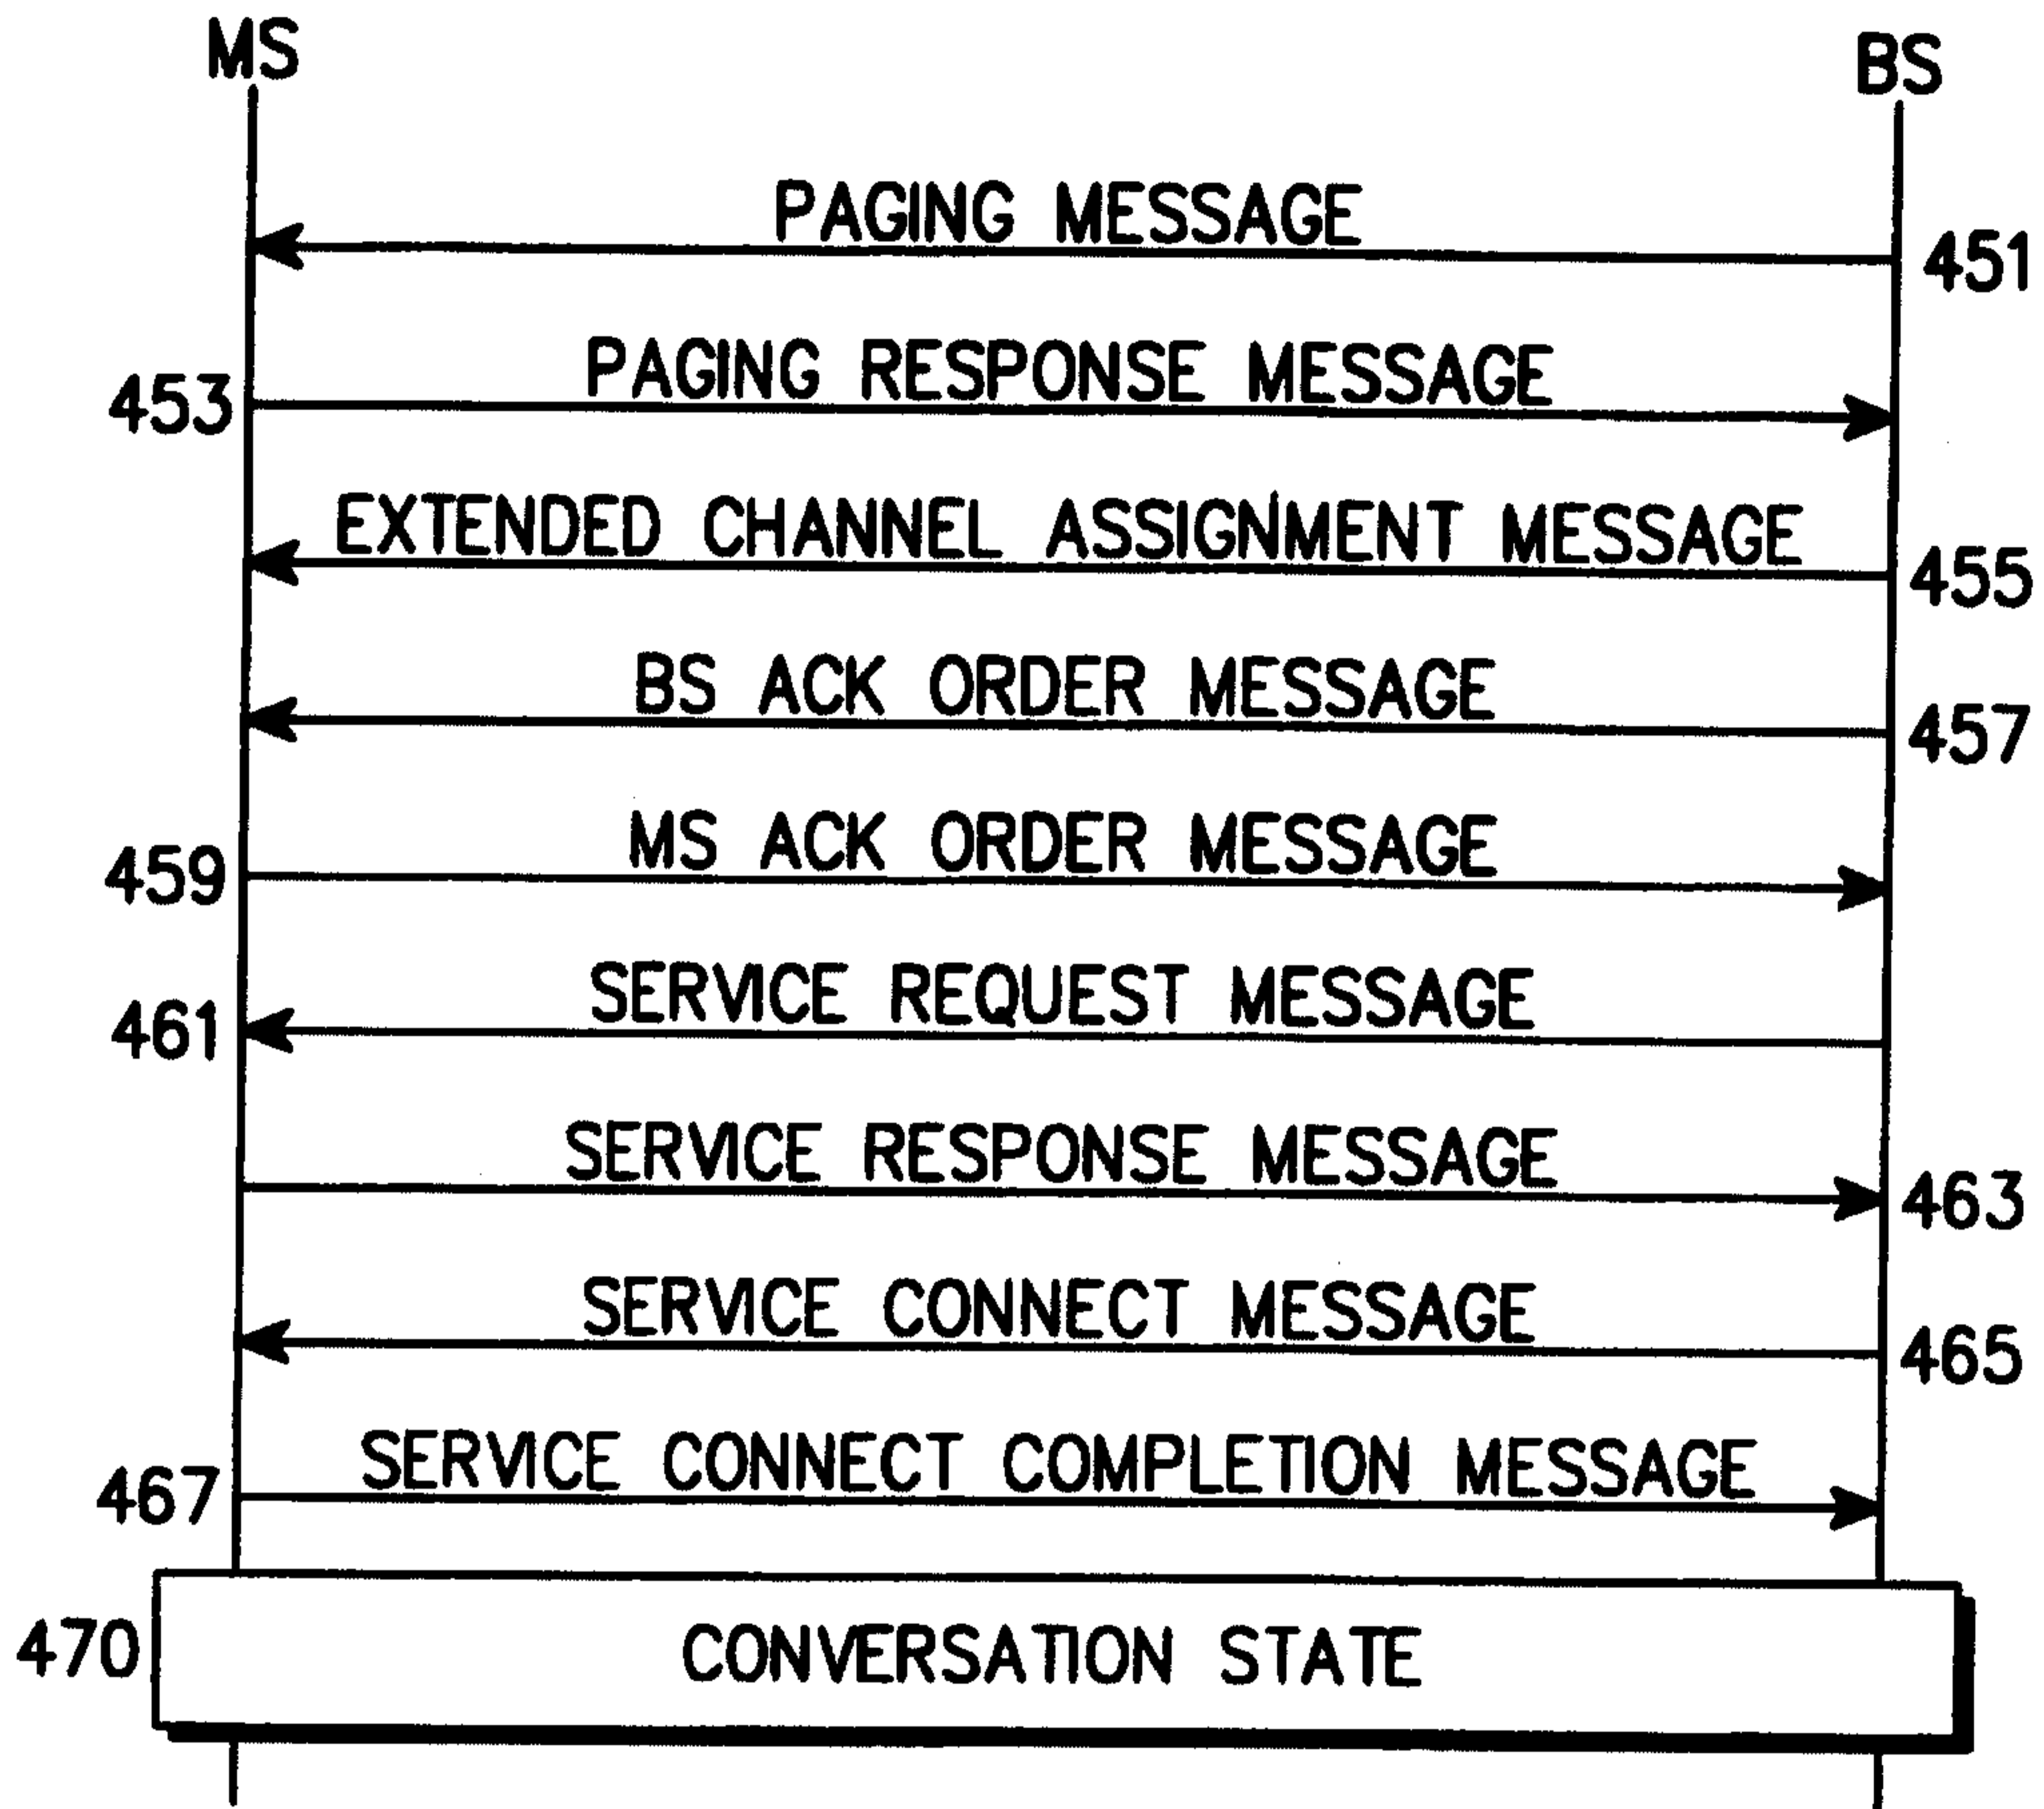 MS
BS
PAGING MESSAGE
451
PAGING RESPONSE MESSAGE
453
EXTENDED CHANNEL ASSIGNMENT MESSAGE
455
BS ACK ORDER MESSAGE
457
MS ACK ORDER MESSAGE
459
SERVICE REQUEST MESSAGE
461
SERVICE RESPONSE MESSAGE
463
SERVICE CONNECT MESSAGE
465
SERVICE CONNECT COMPLETION MESSAGE
467
470
CONVERSATION STATE